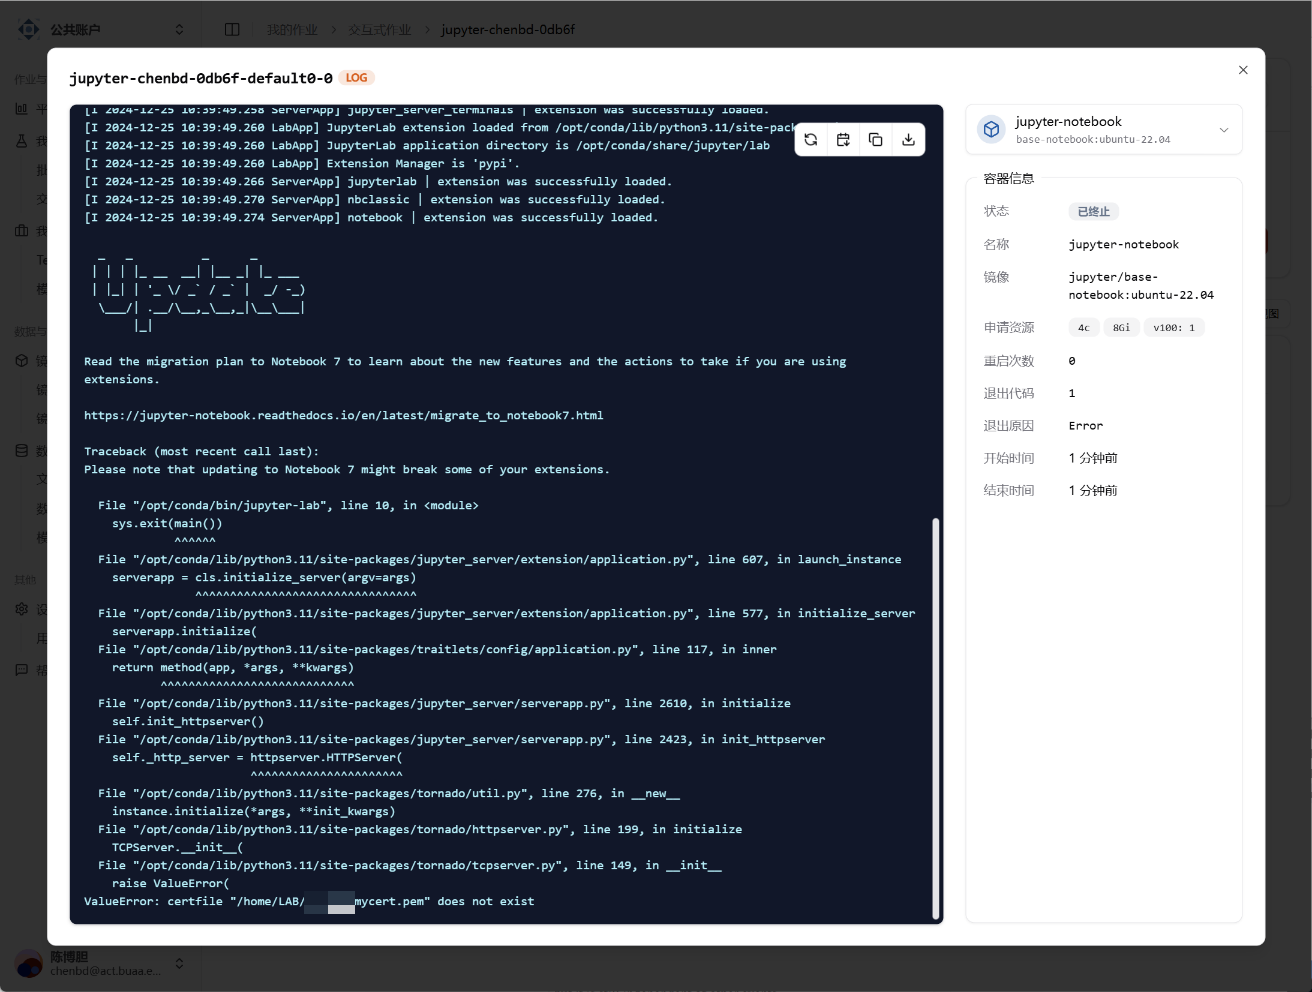 公共账户
我的作业 > 交互式作业 > jupyter-chenbd-0db6f
jupyter-chenbd-0db6f-default0-0 LOG
[I 2024-12-25 10:39:49.258 ServerApp] jupyter_server_terminals | extension was successfully loaded.
[I 2024-12-25 10:39:49.260 LabApp] JupyterLab extension loaded from /opt/conda/lib/python3.11/site-pack
[I 2024-12-25 10:39:49.260 LabApp] JupyterLab application directory is /opt/conda/share/jupyter/lab
[I 2024-12-25 10:39:49.260 LabApp] Extension Manager is 'pypi'.
[I 2024-12-25 10:39:49.266 ServerApp] jupyterlab | extension was successfully loaded.
[I 2024-12-25 10:39:49.270 ServerApp] nbclassic | extension was successfully loaded.
[I 2024-12-25 10:39:49.274 ServerApp] notebook | extension was successfully loaded.
  _   _          _      _
 | | | |_ __  __| |__ _| |_ ___
 | |_| | '_ \/ _` / _` |  _/ -_)
  \___/| .__/\__,_\__,_|\__\___|
       |_|
Read the migration plan to Notebook 7 to learn about the new features and the actions to take if you are using
extensions.
https://jupyter-notebook.readthedocs.io/en/latest/migrate_to_notebook7.html
Traceback (most recent call last):
Please note that updating to Notebook 7 might break some of your extensions.
File "/opt/conda/bin/jupyter-lab", line 10, in <module>
sys.exit(main())
^^^^^^
File "/opt/conda/lib/python3.11/site-packages/jupyter_server/extension/application.py", line 607, in launch_instance
serverapp = cls.initialize_server(argv=args)
^^^^^^^^^^^^^^^^^^^^^^^^^^^^^^^^
File "/opt/conda/lib/python3.11/site-packages/jupyter_server/extension/application.py", line 577, in initialize_server
serverapp.initialize(
File "/opt/conda/lib/python3.11/site-packages/traitlets/config/application.py", line 117, in inner
return method(app, *args, **kwargs)
^^^^^^^^^^^^^^^^^^^^^^^^^^^^
File "/opt/conda/lib/python3.11/site-packages/jupyter_server/serverapp.py", line 2610, in initialize
self.init_httpserver()
File "/opt/conda/lib/python3.11/site-packages/jupyter_server/serverapp.py", line 2423, in init_httpserver
self._http_server = httpserver.HTTPServer(
^^^^^^^^^^^^^^^^^^^^^^
File "/opt/conda/lib/python3.11/site-packages/tornado/util.py", line 276, in __new__
instance.initialize(*args, **init_kwargs)
File "/opt/conda/lib/python3.11/site-packages/tornado/httpserver.py", line 199, in initialize
TCPServer.__init__(
File "/opt/conda/lib/python3.11/site-packages/tornado/tcpserver.py", line 149, in __init__
raise ValueError(
ValueError: certfile "/home/LAB/ mycert.pem" does not exist
jupyter-notebook
base-notebook:ubuntu-22.04
容器信息
状态 已终止
名称 jupyter-notebook
镜像 jupyter/base-
notebook:ubuntu-22.04
申请资源 4c 8Gi v100: 1
重启次数 0
退出代码 1
退出原因 Error
开始时间 1 分钟前
结束时间 1 分钟前
陈博胆
chenbd@act.buaa.e...